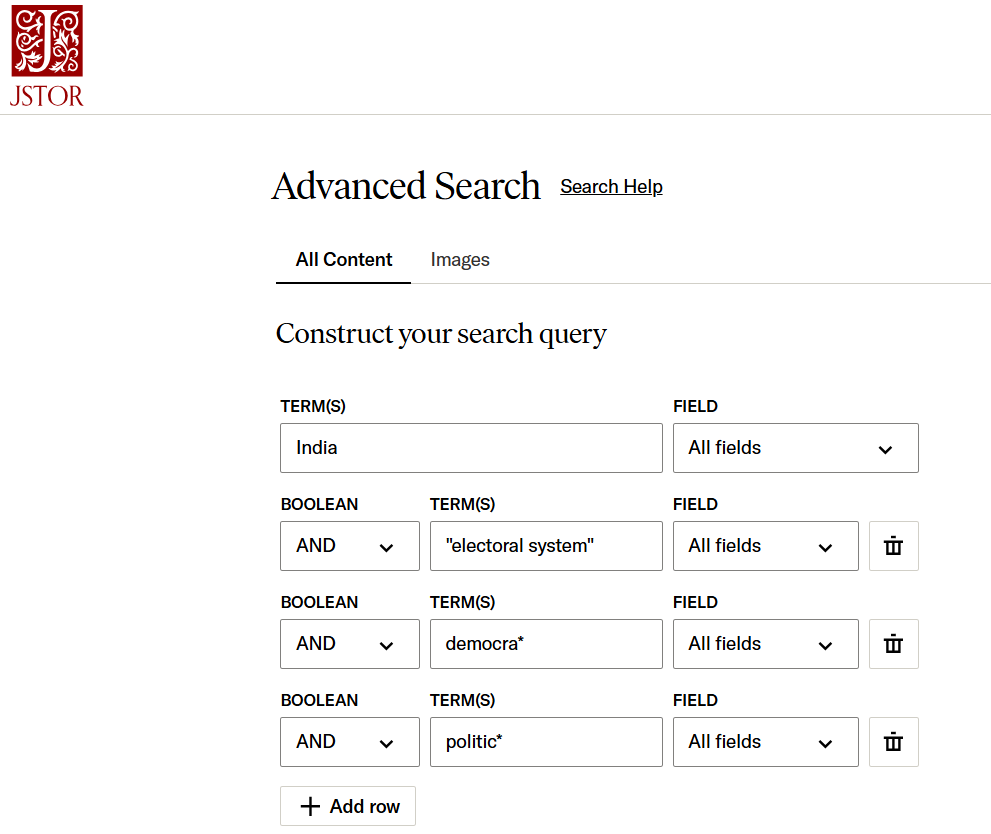 JSTOR
Advanced Search Search Help
All Content Images
Construct your search query
TERM(S) FIELD
India All fields
BOOLEAN TERM(S) FIELD
AND "electoral system" All fields
BOOLEAN TERM(S) FIELD
AND democra* All fields
BOOLEAN TERM(S) FIELD
AND politic* All fields
Add row